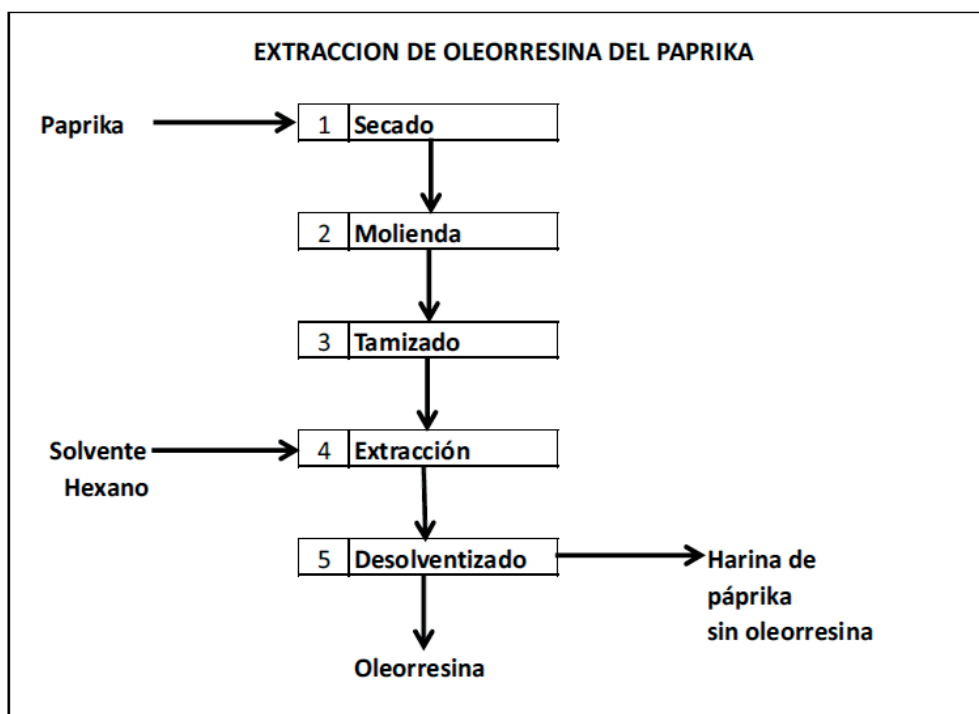 EXTRACCION DE OLEORRESINA DEL PAPRIKA
Paprika
1 Secado
2 Molienda
3 Tamizado
Solvente
Hexano
4 Extracción
5 Desolventizado
Harina de
páprika
sin oleorresina
Oleorresina